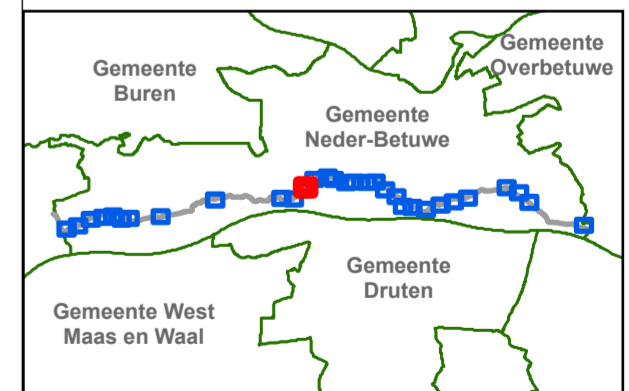 Gemeente
Overbetuwe
Gemeente
Buren
Gemeente
Neder-Betuwe
Gemeente
Druten
Gemeente West
Maas en Waal